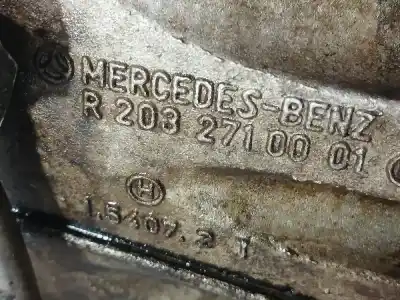 MERCEDES-BENZ
R 203 271 00 01
H
1.5407.2 1